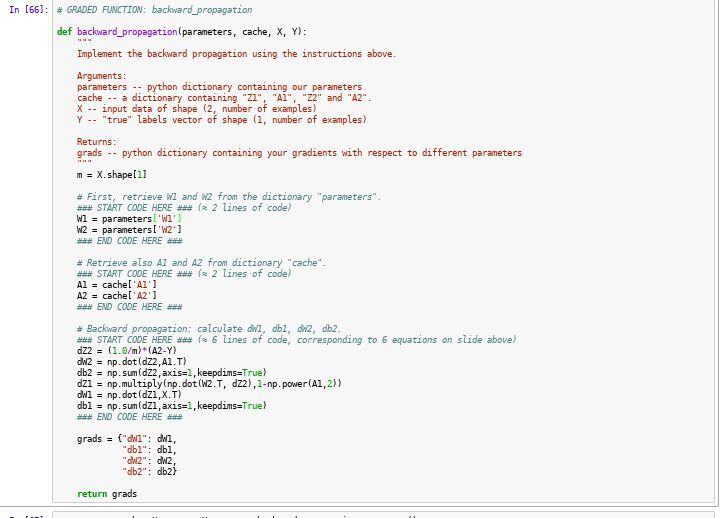 In [66]: # GRADED FUNCTION: backward_propagation
def backward_propagation(parameters, cache, X, Y):
"""
Implement the backward propagation using the instructions above.
Arguments:
parameters -- python dictionary containing our parameters
cache -- a dictionary containing "Z1", "A1", "Z2" and "A2".
X -- input data of shape (2, number of examples)
Y -- "true" labels vector of shape (1, number of examples)
Returns:
grads -- python dictionary containing your gradients with respect to different parameters
"""
m = X.shape[1]
# First, retrieve W1 and W2 from the dictionary "parameters".
### START CODE HERE ### (≈ 2 lines of code)
W1 = parameters['W1']
W2 = parameters['W2']
### END CODE HERE ###
# Retrieve also A1 and A2 from dictionary "cache".
### START CODE HERE ### (≈ 2 lines of code)
A1 = cache['A1']
A2 = cache['A2']
### END CODE HERE ###
# Backward propagation: calculate dW1, db1, dW2, db2.
### START CODE HERE ### (≈ 6 lines of code, corresponding to 6 equations on slide above)
dZ2 = (1.0/m)*(A2-Y)
dW2 = np.dot(dZ2,A1.T)
db2 = np.sum(dZ2,axis=1,keepdims=True)
dZ1 = np.multiply(np.dot(W2.T, dZ2),1-np.power(A1,2))
dW1 = np.dot(dZ1,X.T)
db1 = np.sum(dZ1,axis=1,keepdims=True)
### END CODE HERE ###
grads = {"dW1": dW1,
"db1": db1,
"dW2": dW2,
"db2": db2}
return grads